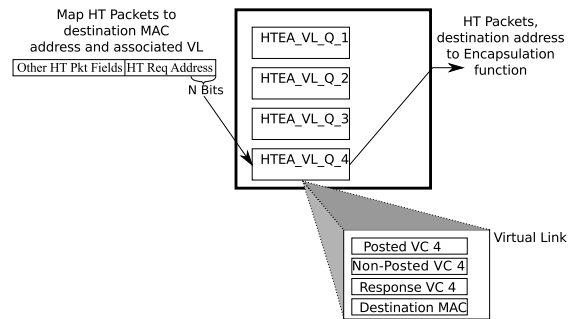 Map HT Packets to
destination MAC
address and associated VL
Other HT Pkt Fields HT Req Address
N Bits
HTEA_VL_Q_1
HTEA_VL_Q_2
HTEA_VL_Q_3
HTEA_VL_Q_4
HT Packets,
destination address
to Encapsulation
function
Virtual Link
Posted VC 4
Non-Posted VC 4
Response VC 4
Destination MAC